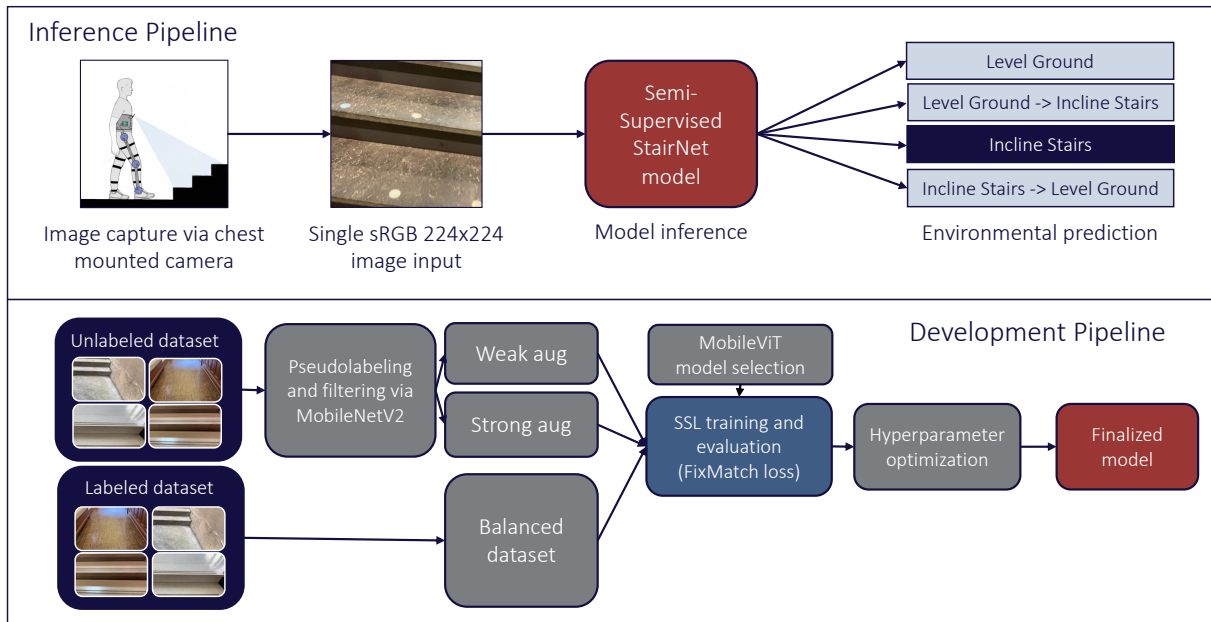 Inference Pipeline
Level Ground
Level Ground -> Incline Stairs
Incline Stairs
Incline Stairs -> Level Ground
Semi-
Supervised
StairNet
model
Image capture via chest
mounted camera
Single sRGB 224x224
image input
Model inference
Environmental prediction
Development Pipeline
Unlabeled dataset
Pseudolabeling
and filtering via
MobileNetV2
Weak aug
Strong aug
MobileViT
model selection
SSL training and
evaluation
(FixMatch loss)
Hyperparameter
optimization
Finalized
model
Labeled dataset
Balanced
dataset